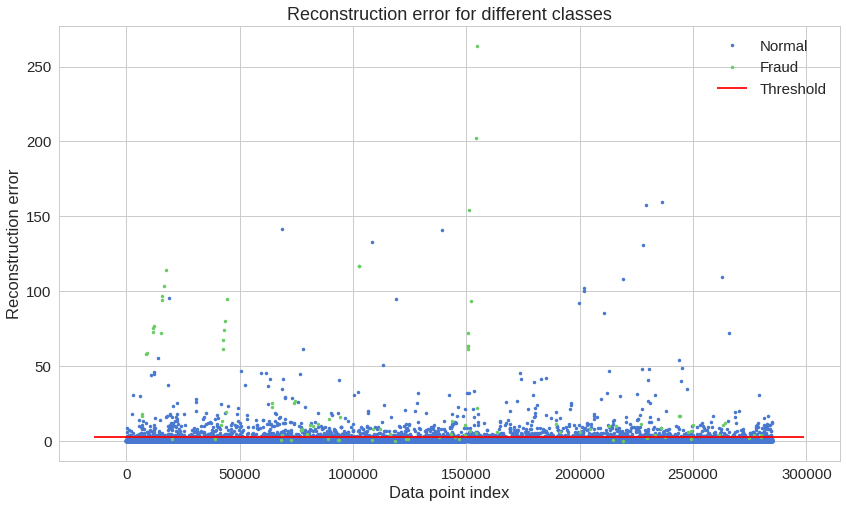 Reconstruction error for different classes
Normal
Fraud
Threshold
Reconstruction error
250
200
150
100
50
0
0
50000
100000
150000
200000
250000
300000
Data point index